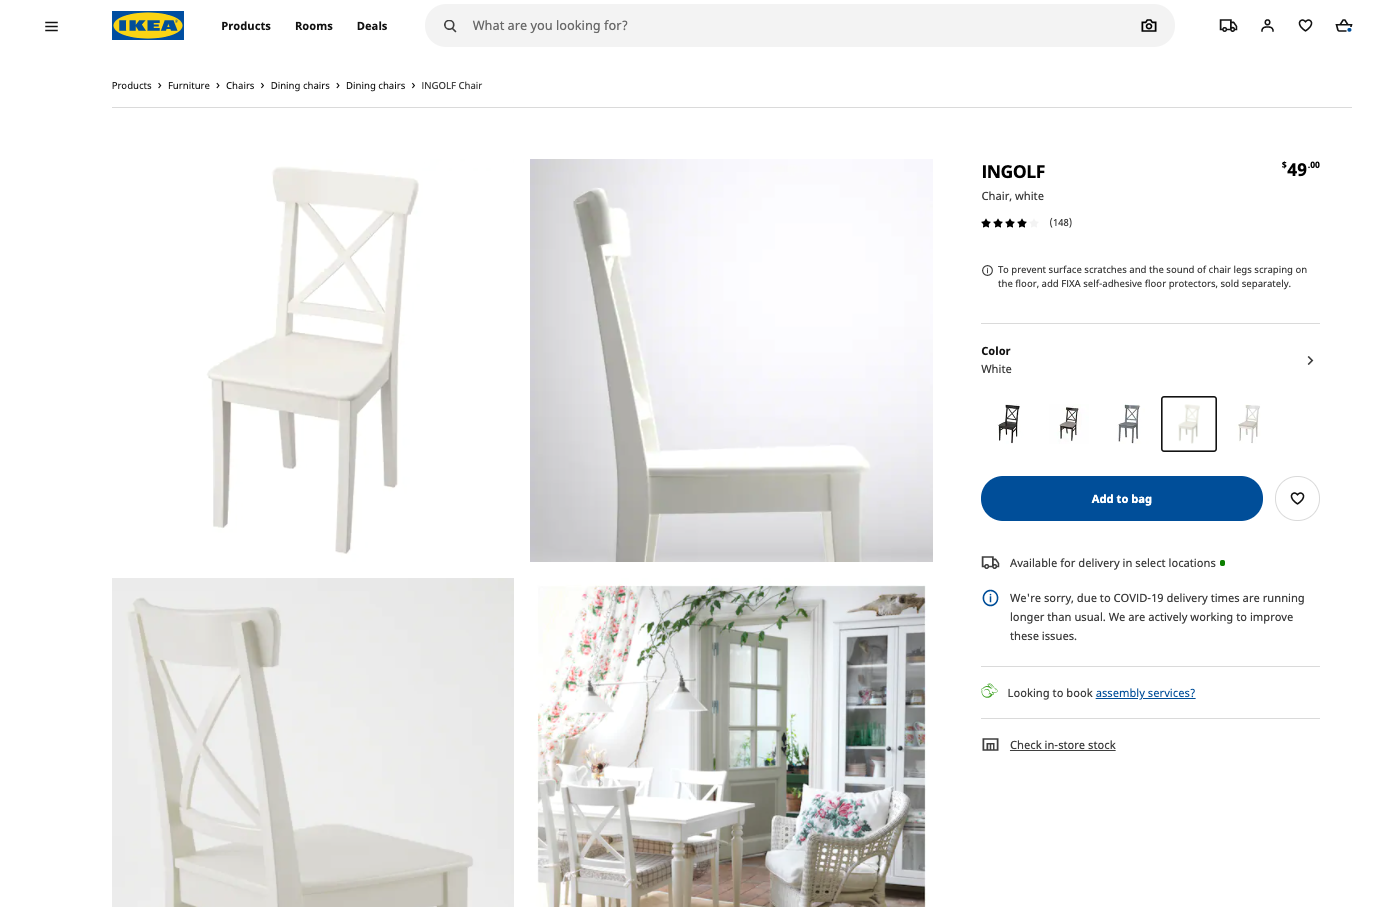 IKEA
Products Rooms Deals
What are you looking for?
Products › Furniture › Chairs › Dining chairs › Dining chairs › INGOLF Chair
INGOLF
$49.00
Chair, white
(148)
To prevent surface scratches and the sound of chair legs scraping on
the floor, add FIXA self-adhesive floor protectors, sold separately.
Color
White
Add to bag
Available for delivery in select locations
We're sorry, due to COVID-19 delivery times are running
longer than usual. We are actively working to improve
these issues.
Looking to book assembly services?
Check in-store stock